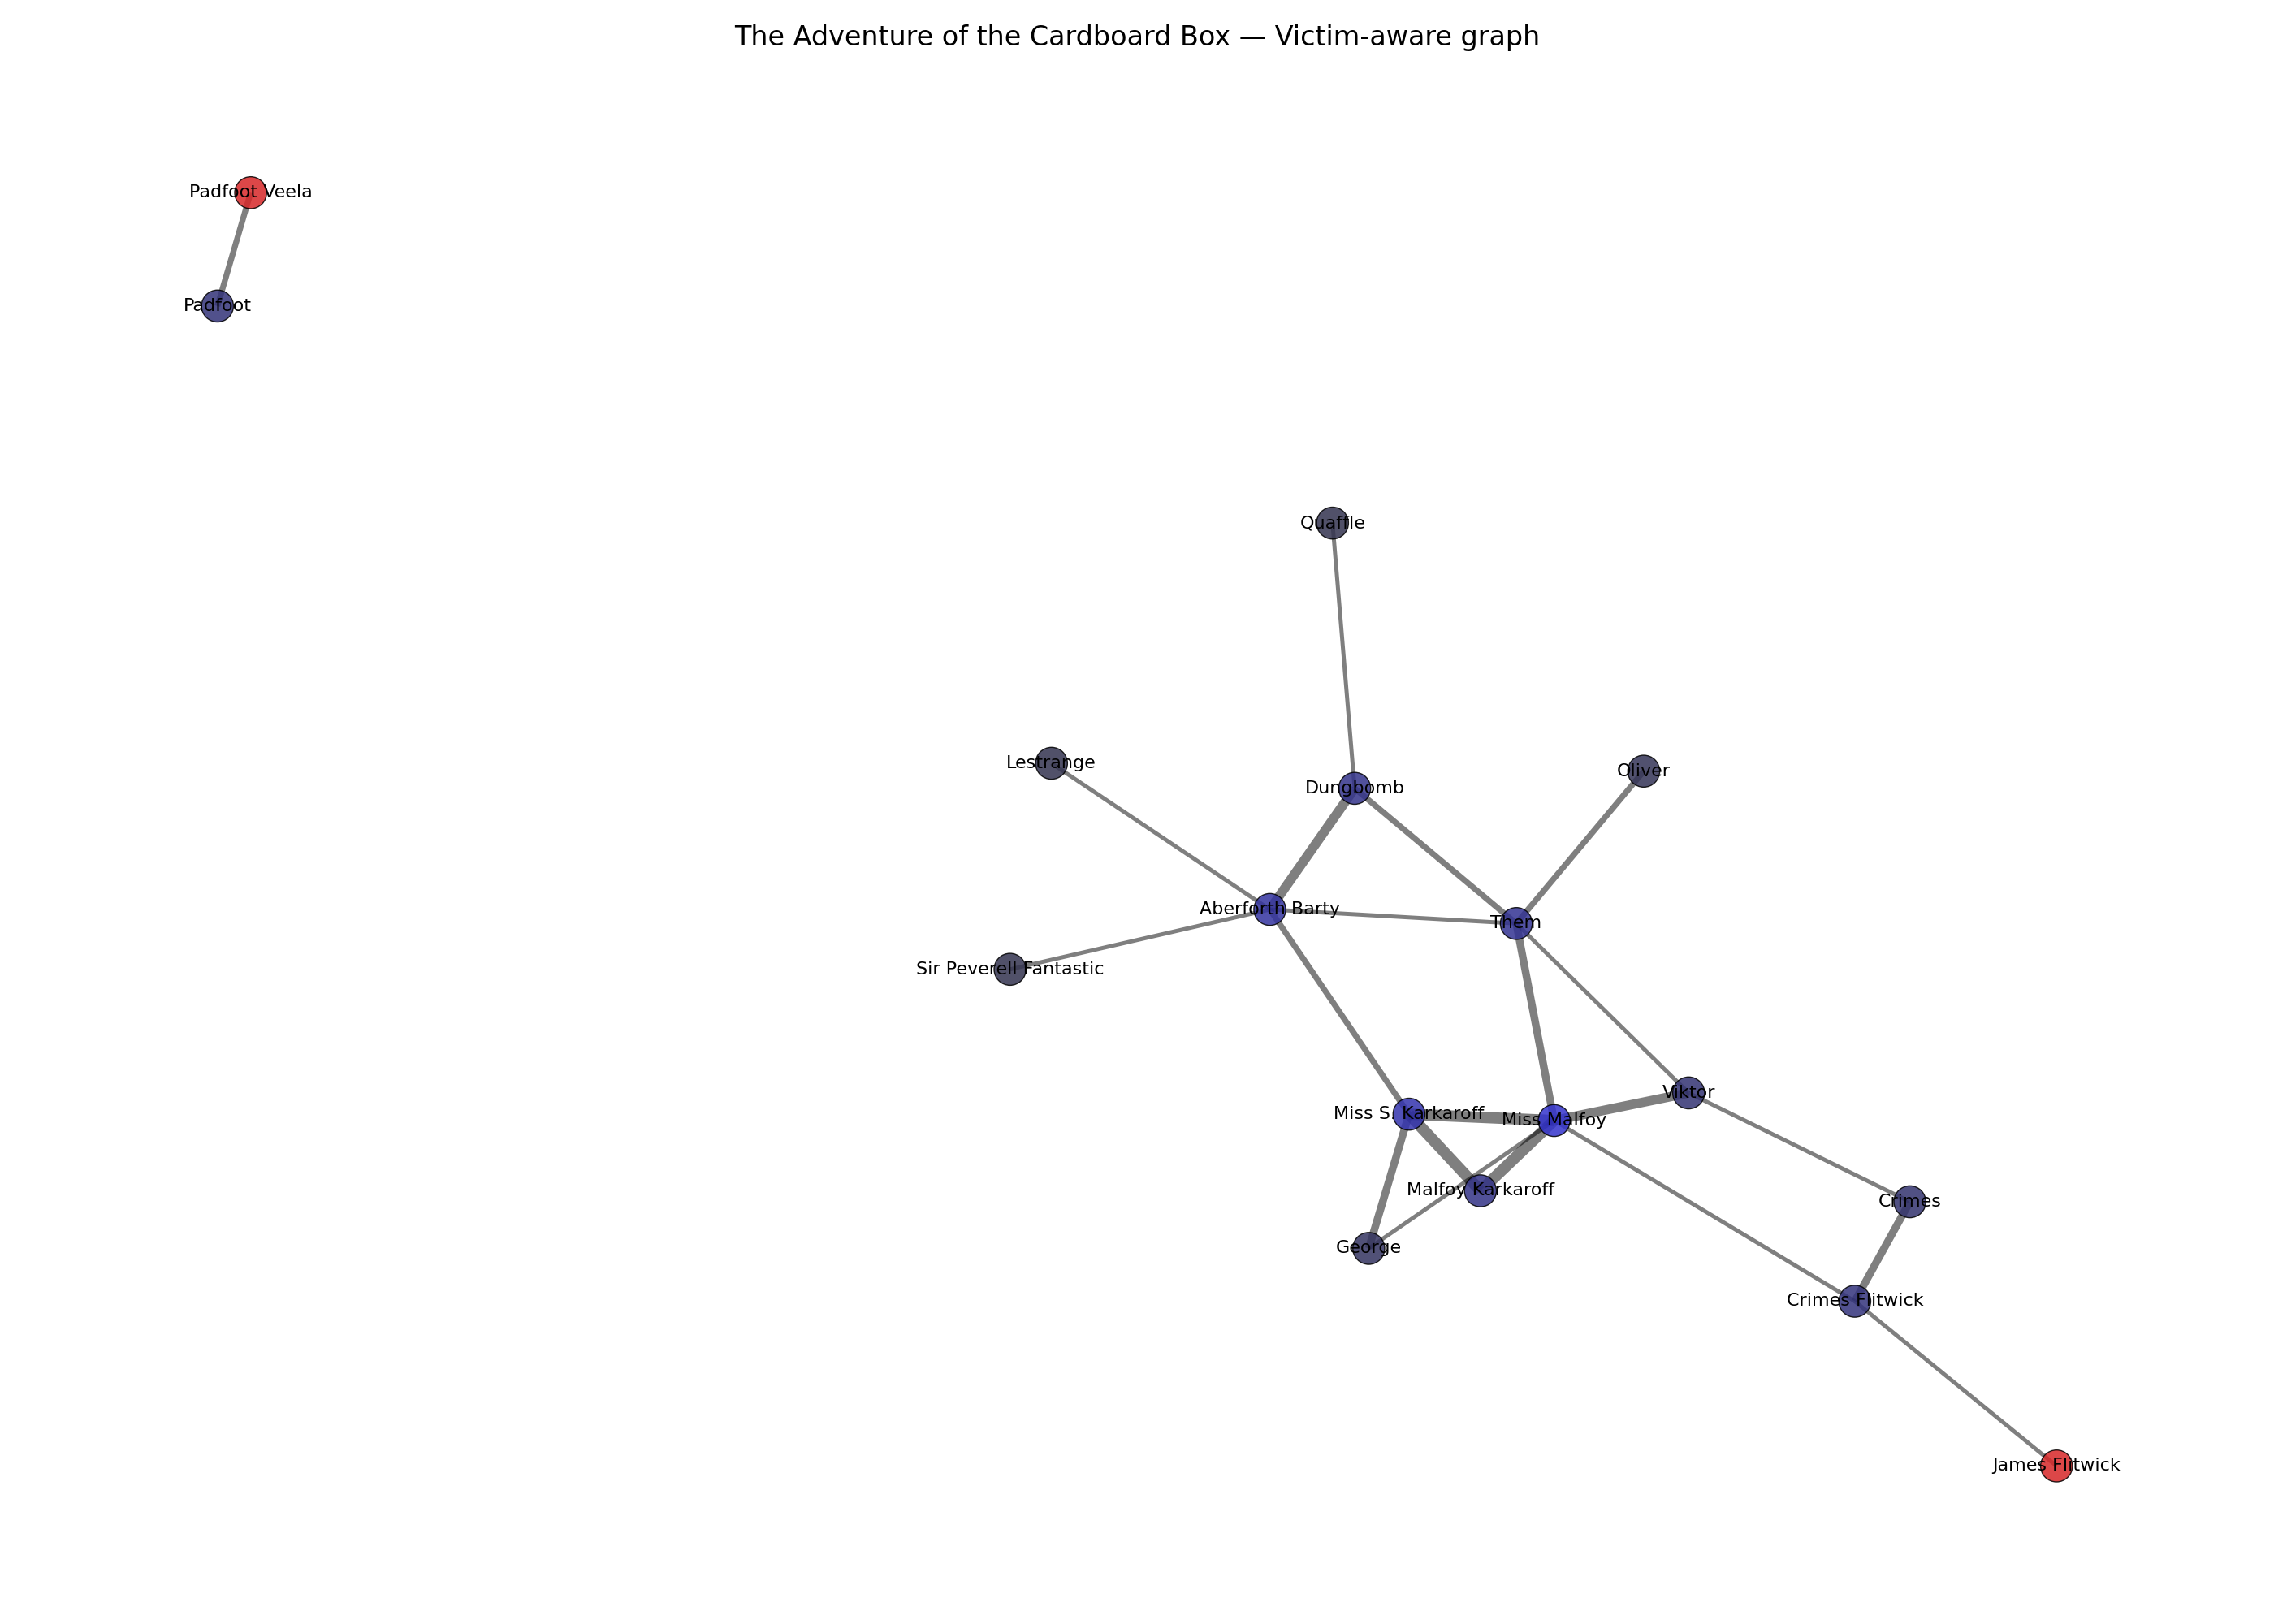 The Adventure of the Cardboard Box — Victim-aware graph
Padfoot Veela
Padfoot
Quaffle
Lestrange
Oliver
Dungbomb
Aberforth Barty
Them
Sir Peverell Fantastic
Viktor
Miss S. Karkaroff
Miss Malfoy
Malfoy Karkaroff
Crimes
George
Crimes Flitwick
James Flitwick